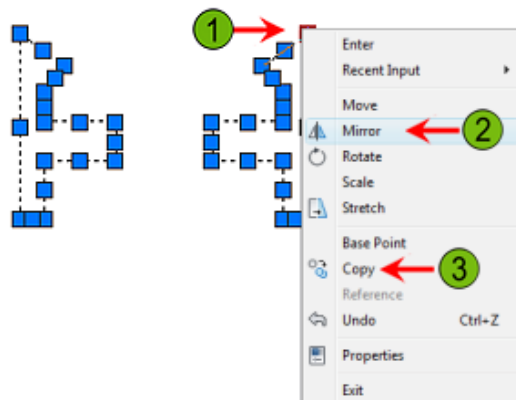 1
Enter
Recent Input
Move
Mirror
2
Rotate
Scale
Stretch
Base Point
Copy
3
Reference
Undo Ctrl+Z
Properties
Exit